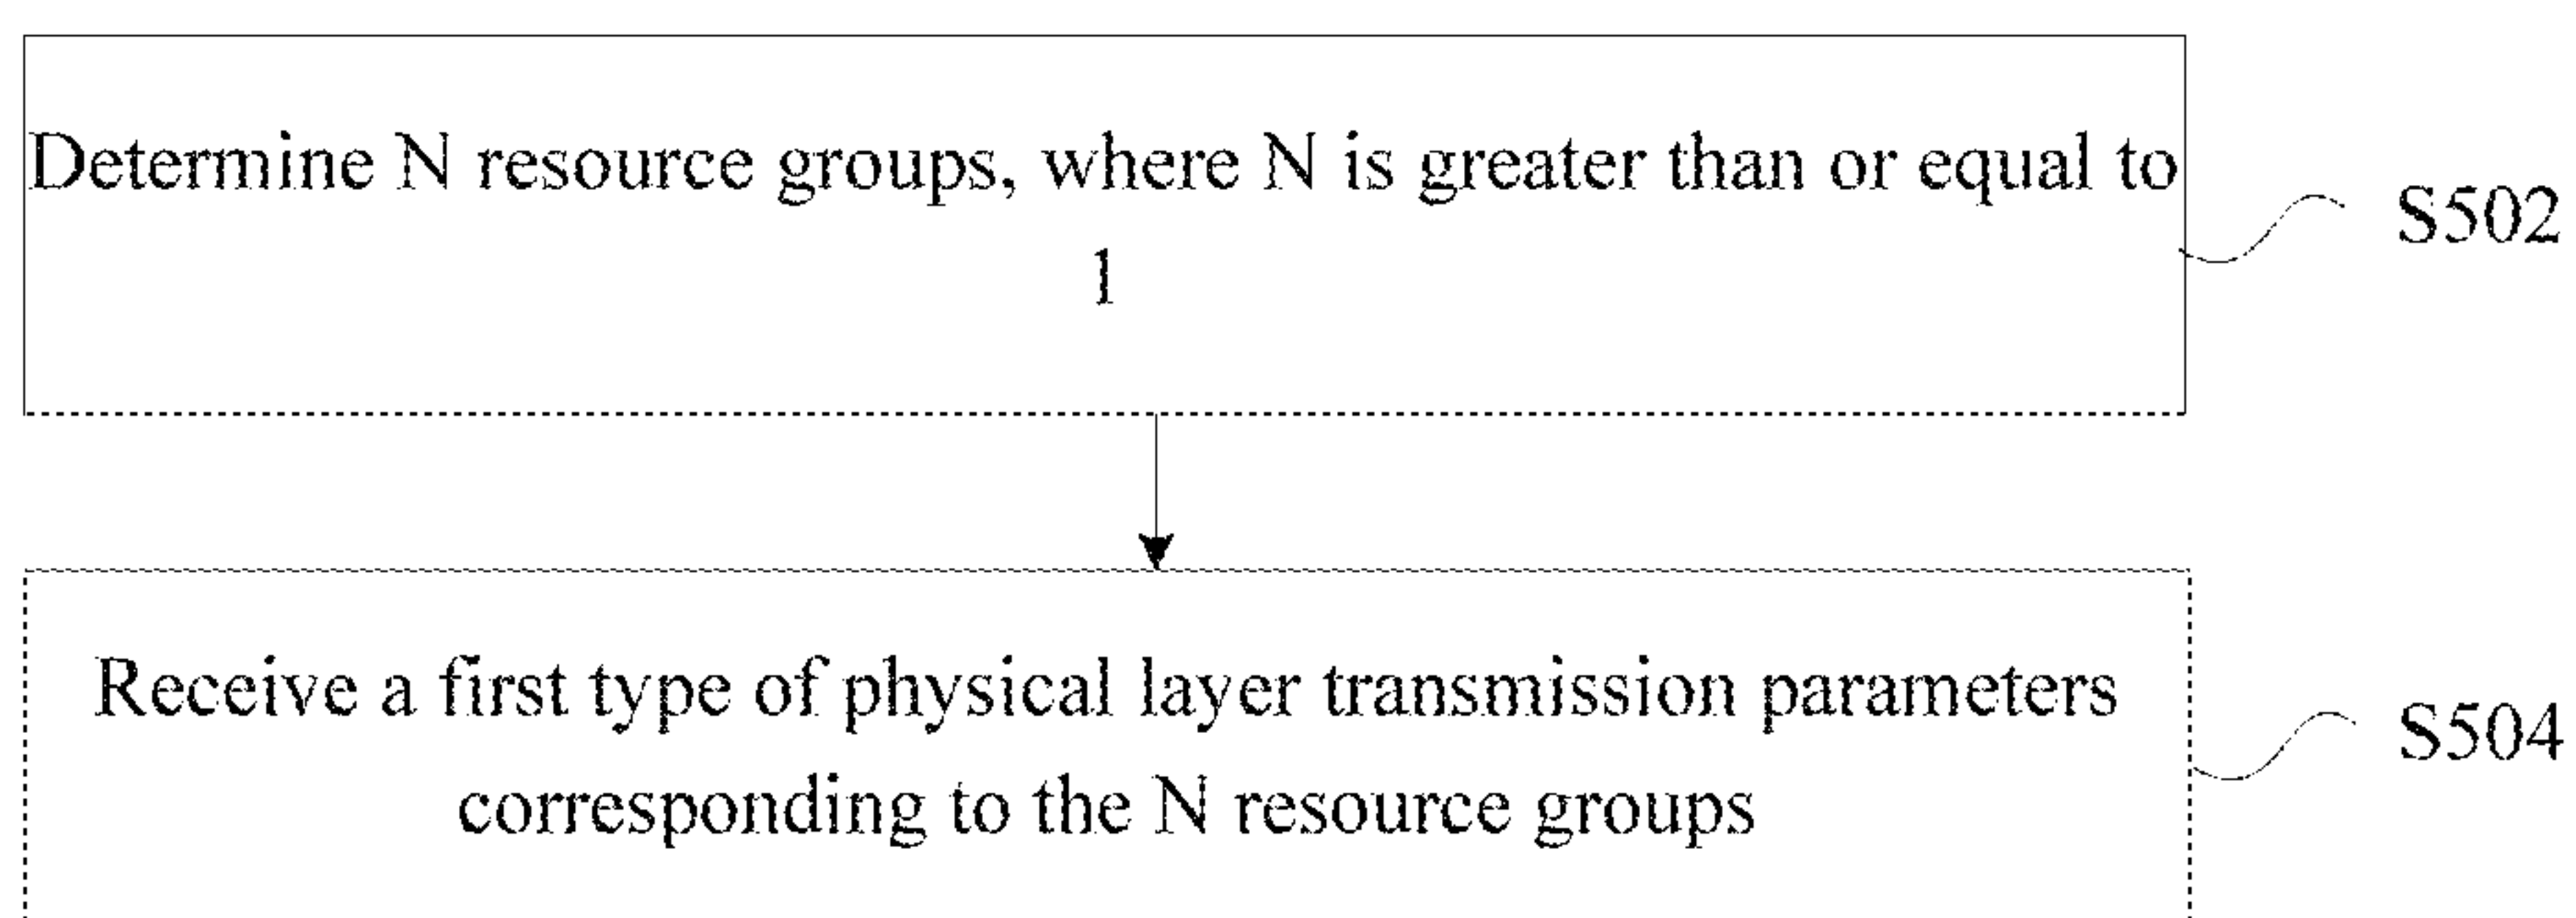 Determine N resource groups, where N is greater than or equal to
1
S502
Receive a first type of physical layer transmission parameters
corresponding to the N resource groups
S504